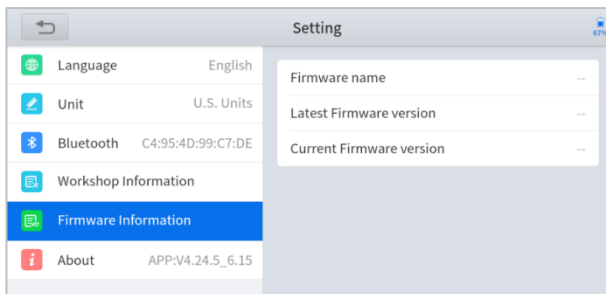 Setting
67%
Language English
Unit U.S. Units
Bluetooth C4:95:4D:99:C7:DE
Workshop Information
Firmware Information
About APP:V4.24.5_6.15
Firmware name --
Latest Firmware version --
Current Firmware version --